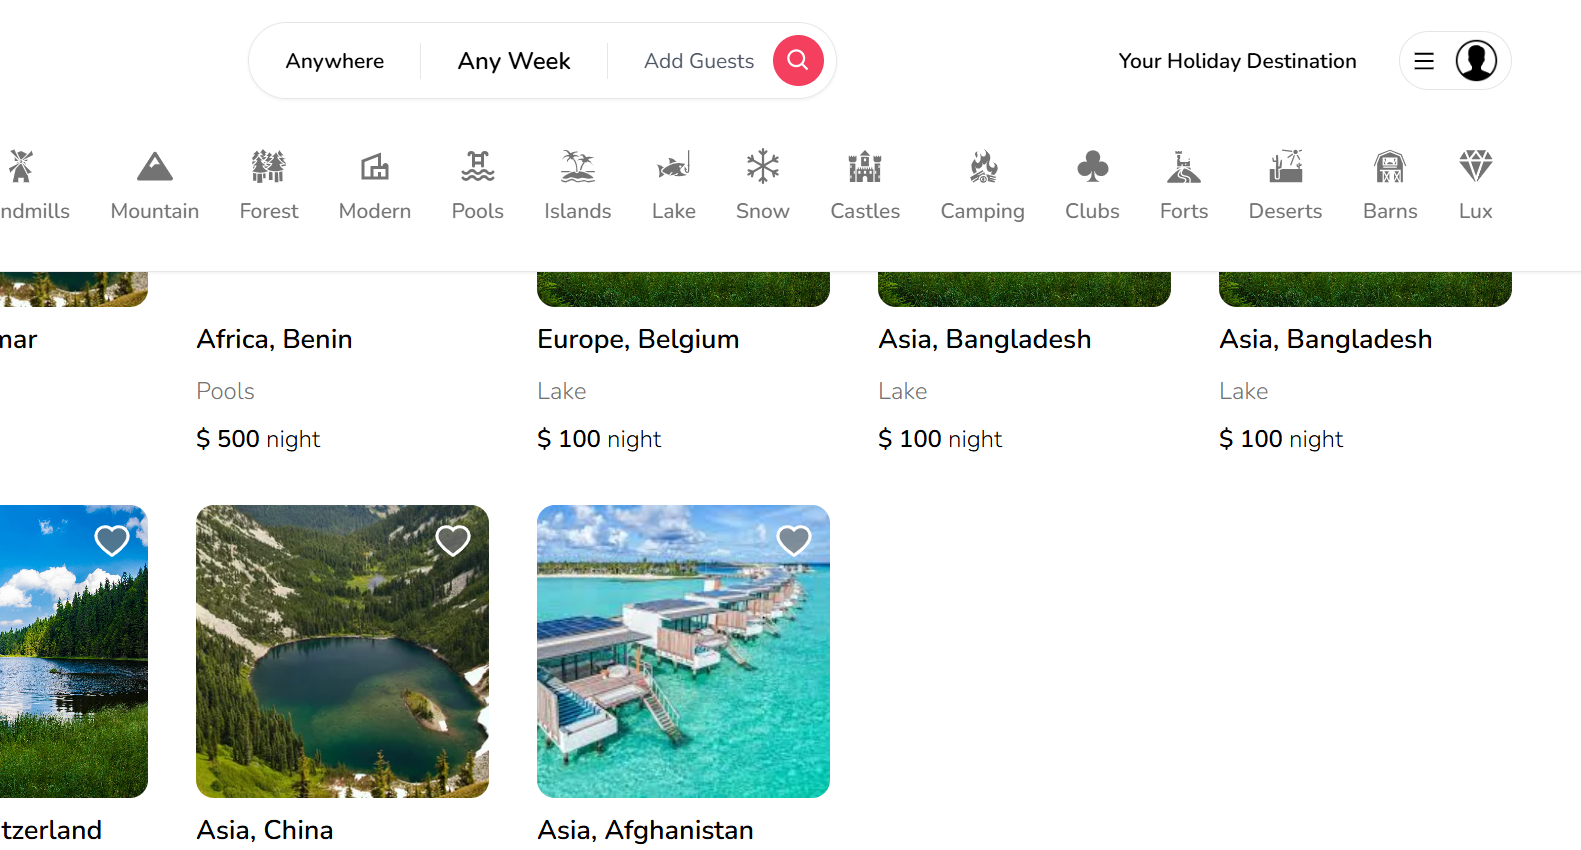 Anywhere
Any Week
Add Guests
Your Holiday Destination
ndmills
Mountain
Forest
Modern
Pools
Islands
Lake
Snow
Castles
Camping
Clubs
Forts
Deserts
Barns
Lux
mar
Africa, Benin
Europe, Belgium
Asia, Bangladesh
Asia, Bangladesh
Pools
Lake
Lake
Lake
$ 500 night
$ 100 night
$ 100 night
$ 100 night
tzerland
Asia, China
Asia, Afghanistan